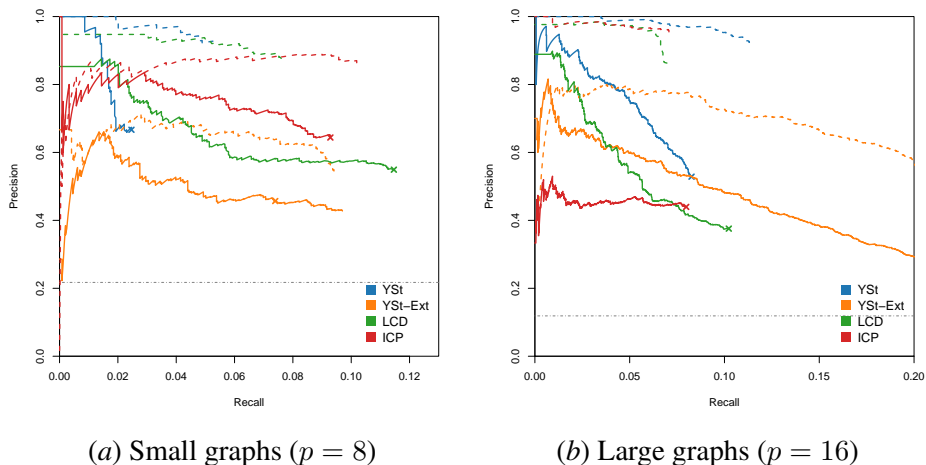 1.0
0.8
0.6
0.4
0.2
0.0
Precision
0.00 0.02 0.04 0.06 0.08 0.10 0.12
Recall
YSt
YSt−Ext
LCD
ICP
(a) Small graphs (p = 8)
1.0
0.8
0.6
0.4
0.2
0.0
Precision
0.00 0.05 0.10 0.15 0.20
Recall
YSt
YSt−Ext
LCD
ICP
(b) Large graphs (p = 16)